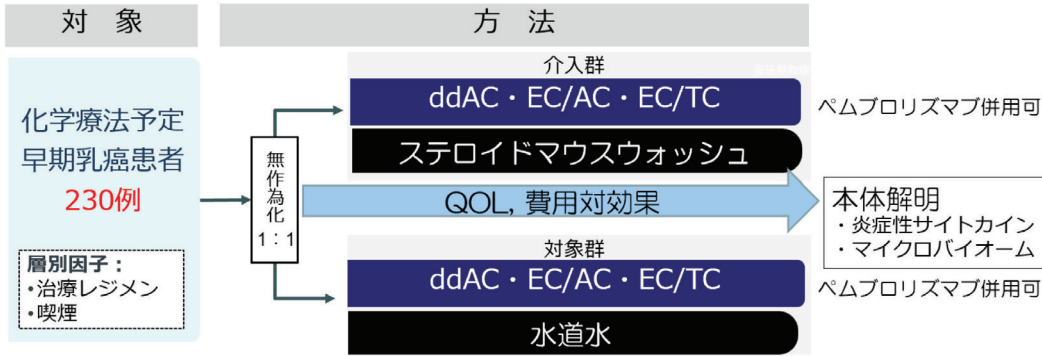 対 象
方 法
化学療法予定
早期乳癌患者
230例
層別因子：
・治療レジメン
・喫煙
無作為化
1：1
介入群
ddAC・EC/AC・EC/TC
ステロイドマウスウォッシュ
ペムブロリズマブ併用可
QOL, 費用対効果
本体解明
・炎症性サイトカイン
・マイクロバイオーム
対象群
ddAC・EC/AC・EC/TC
水道水
ペムブロリズマブ併用可